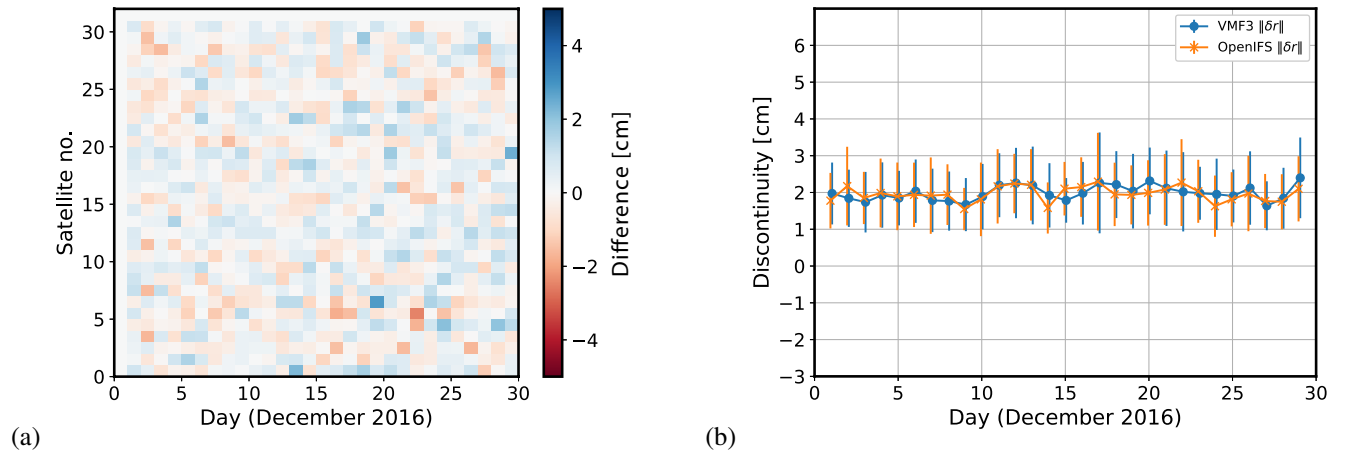 30
25
20
15
10
5
0
Satellite no.
0 5 10 15 20 25 30
Day (December 2016)
4
2
0
−2
−4
Difference [cm]
(a)
6
5
4
3
2
1
0
−1
−2
−3
Discontinuity [cm]
VMF3 ‖δr‖
OpenIFS ‖δr‖
0 5 10 15 20 25 30
Day (December 2016)
(b)